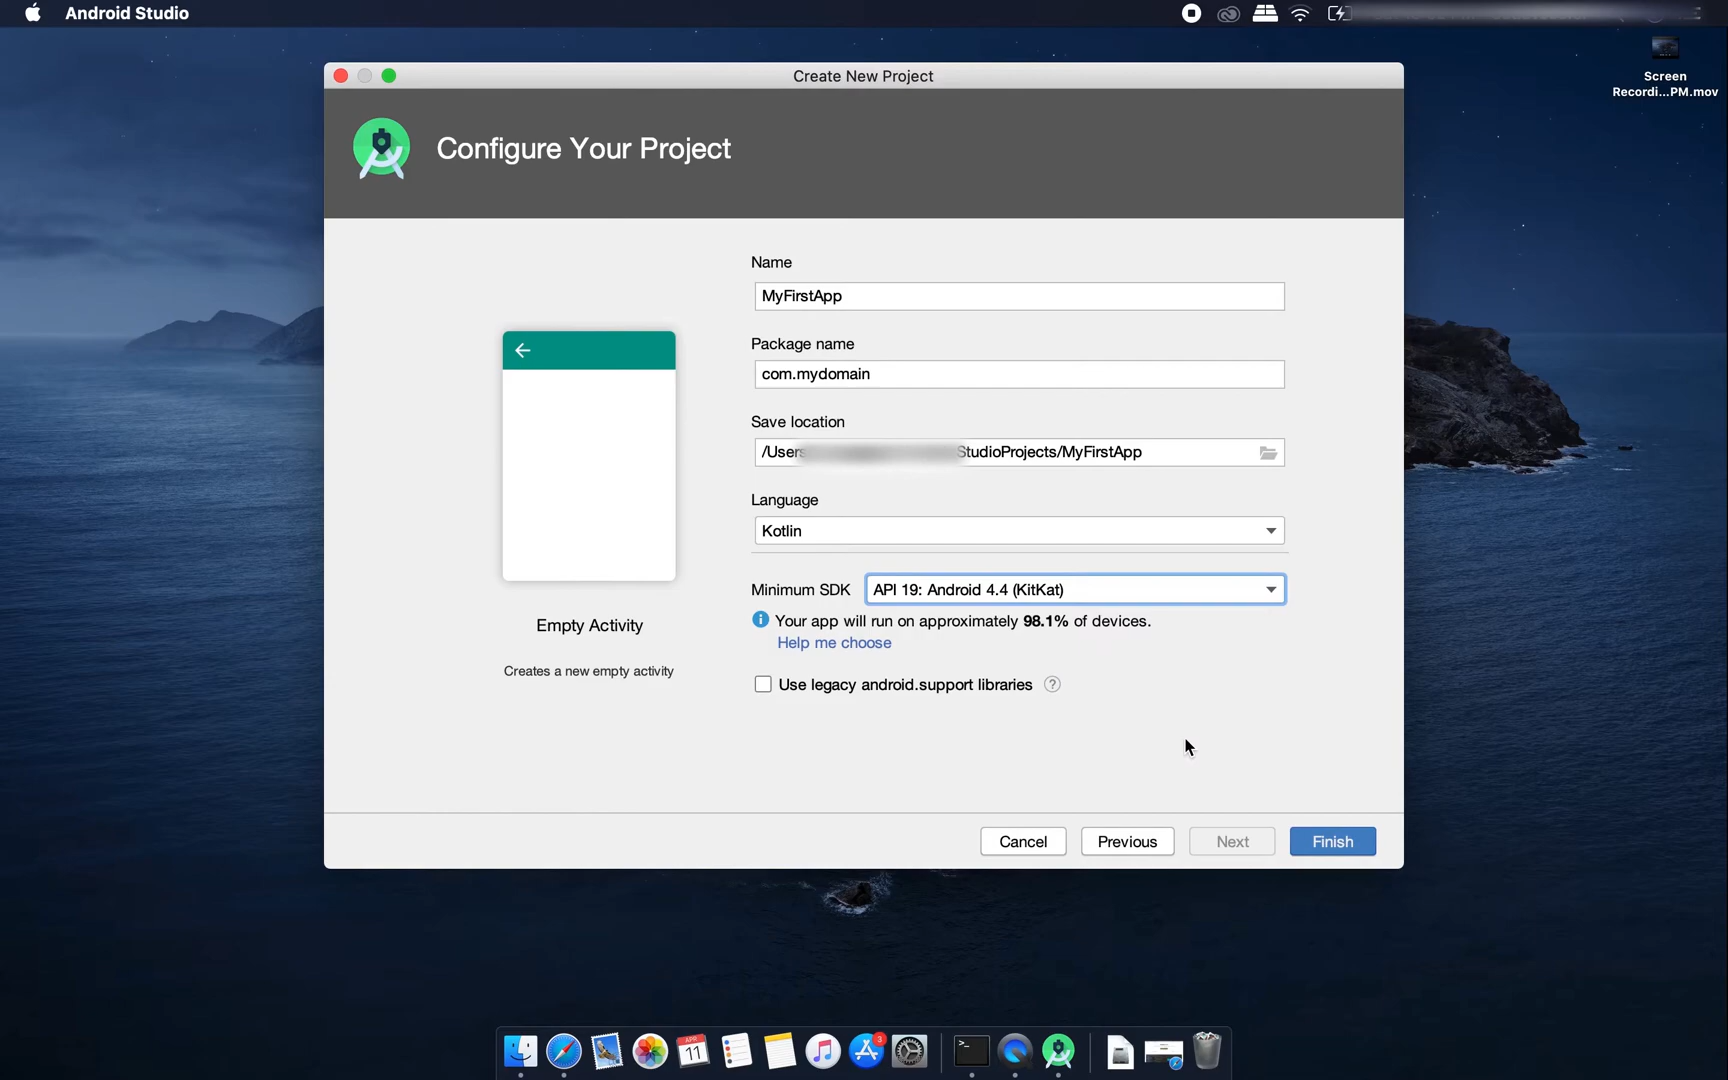 Android Studio
Screen
Recordi...PM.mov
Create New Project
Configure Your Project
Name
MyFirstApp
Package name
com.mydomain
Save location
/Users StudioProjects/MyFirstApp
Language
Kotlin
Minimum SDK API 19: Android 4.4 (KitKat)
Your app will run on approximately 98.1% of devices.
Help me choose
Use legacy android.support libraries ?
Empty Activity
Creates a new empty activity
Cancel Previous Next Finish
APR
11
3
>_